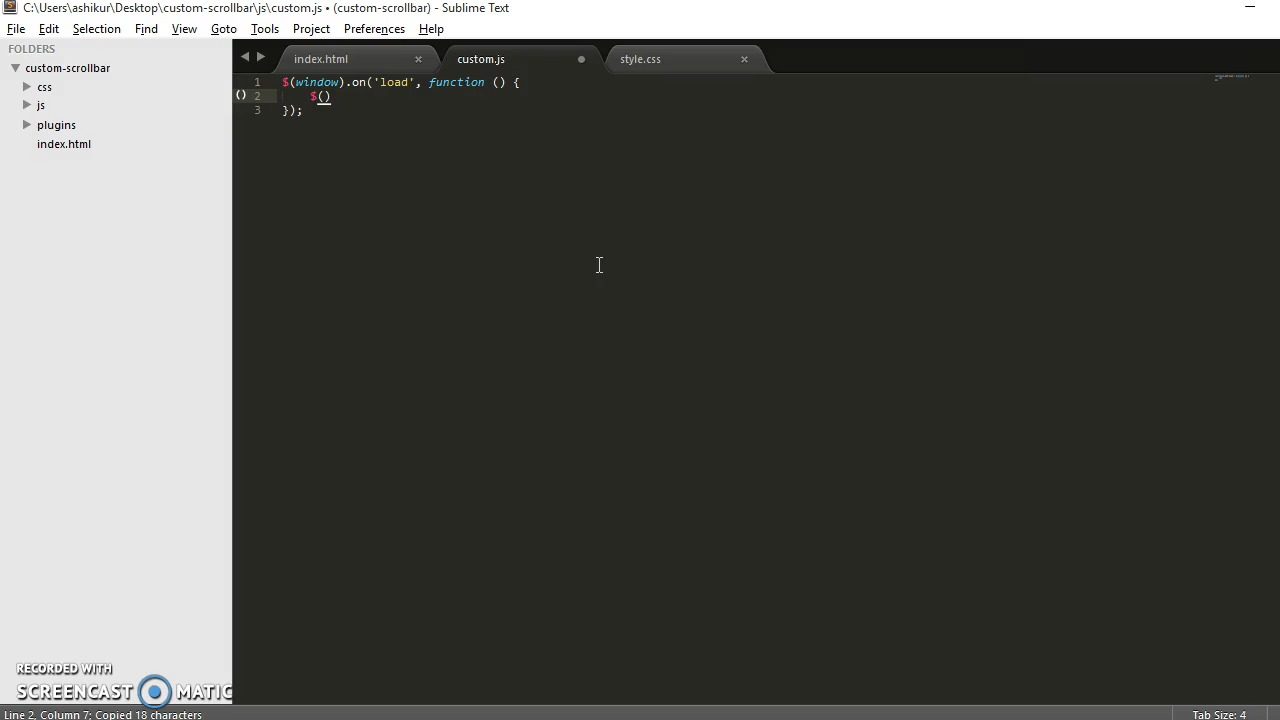 C:\Users\ashikur\Desktop\custom-scrollbar\js\custom.js • (custom-scrollbar) - Sublime Text
File Edit Selection Find View Goto Tools Project Preferences Help
FOLDERS
custom-scrollbar
css
js
plugins
index.html
index.html × custom.js style.css ×
1 $(window).on('load', function () {
() 2 $()
3 });
RECORDED WITH
SCREENCAST MATIC
Line 2, Column 7; Copied 18 characters Tab Size: 4